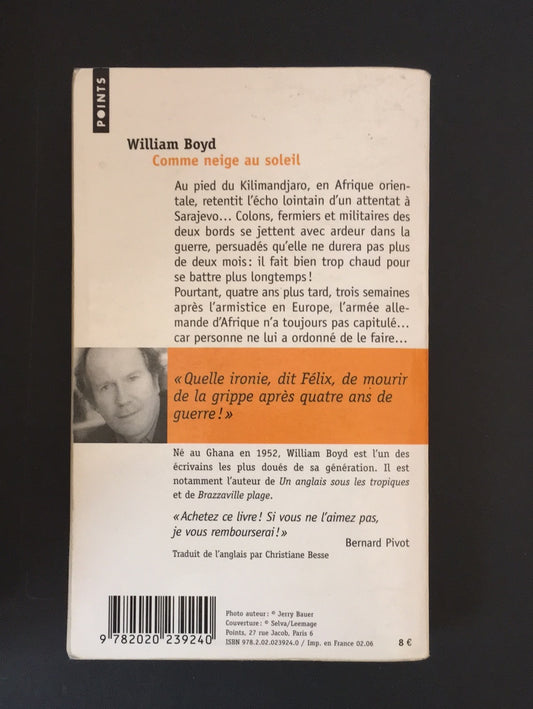 POINTS
William Boyd
Comme neige au soleil
Au pied du Kilimandjaro, en Afrique orien-
tale, retentit l'écho lointain d'un attentat à
Sarajevo... Colons, fermiers et militaires des
deux bords se jettent avec ardeur dans la
guerre, persuadés qu'elle ne durera pas plus
de deux mois : il fait bien trop chaud pour
se battre plus longtemps !
Pourtant, quatre ans plus tard, trois semaines
après l'armistice en Europe, l'armée alle-
mande d'Afrique n'a toujours pas capitulé...
car personne ne lui a ordonné de le faire...
« Quelle ironie, dit Félix, de mourir
de la grippe après quatre ans de
guerre ! »
Né au Ghana en 1952, William Boyd est l'un des
écrivains les plus doués de sa génération. Il est
notamment l'auteur de Un anglais sous les tropiques
et de Brazzaville plage.
« Achetez ce livre ! Si vous ne l'aimez pas,
je vous rembourserai ! »
Bernard Pivot
Traduit de l'anglais par Christiane Besse
Photo auteur : © Jerry Bauer
Couverture : © Selva/Leemage
Points, 27 rue Jacob, Paris 6
ISBN 978.2.02.023924.0 / Imp. en France 02.06
8 €
9 782020 239240